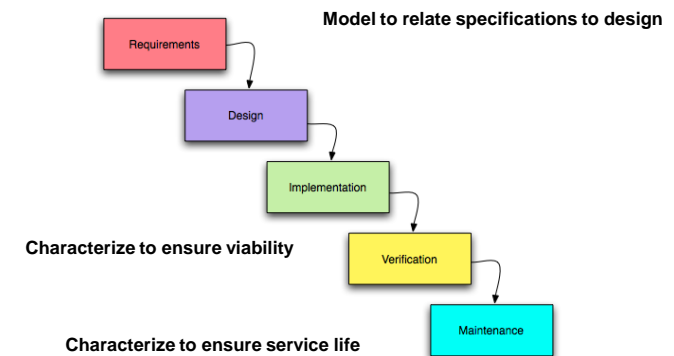 Model to relate specifications to design
Requirements
Design
Implementation
Characterize to ensure viability
Verification
Maintenance
Characterize to ensure service life